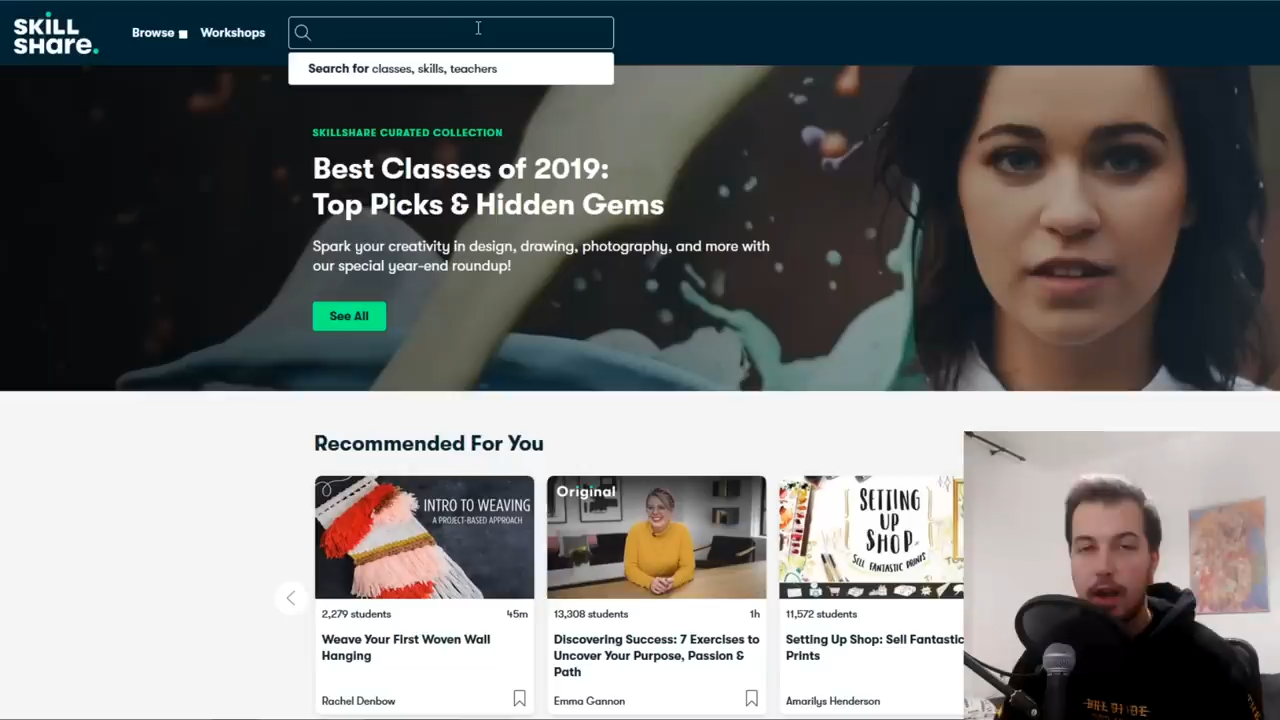 SKILL
SHare.
Browse
Workshops
Search for classes, skills, teachers
SKILLSHARE CURATED COLLECTION
Best Classes of 2019:
Top Picks & Hidden Gems
Spark your creativity in design, drawing, photography, and more with
our special year-end roundup!
See All
Recommended For You
INTRO TO WEAVING
A PROJECT-BASED APPROACH
2,279 students
45m
Weave Your First Woven Wall
Hanging
Rachel Denbow
Original
13,308 students
1h
Discovering Success: 7 Exercises to
Uncover Your Purpose, Passion &
Path
Emma Gannon
SETTING
UP
SHOP
SELL FANTASTIC PRINTS
11,572 students
Setting Up Shop: Sell Fantastic
Prints
Amarilys Henderson